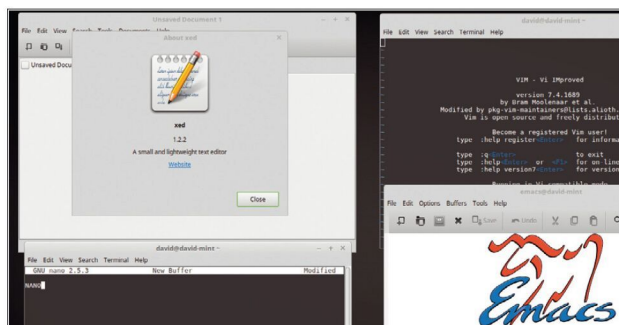 Unsaved Document 1
File Edit View Search Tools Documents Help
About xed
Unsaved Docu
xed
1.2.2
A small and lightweight text editor
Website
Close
david@david-mint ~
File Edit View Search Terminal Help
GNU nano 2.5.3 New Buffer Modified
NANO
david@david-mint ~
File Edit View Search Terminal Help
VIM - Vi IMproved
version 7.4.1689
by Bram Moolenaar et al.
Modified by pkg-vim-maintainers@lists.alioth.
Vim is open source and freely distribut
Become a registered Vim user!
type :help register<Enter> for informa
type :q<Enter> to exit
type :help<Enter> or <F1> for on-line
type :help version7<Enter> for version
Running in Vi compatible mode
emacs@david-mint
File Edit Options Buffers Tools Help
Save Undo
Emacs